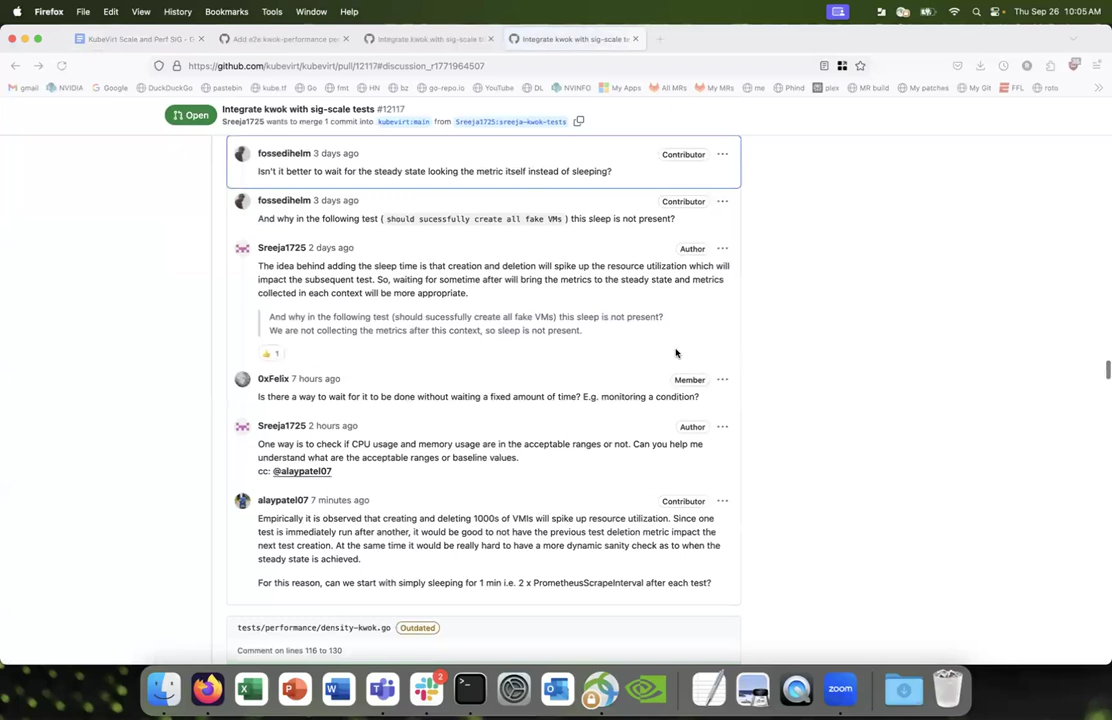 Firefox File Edit View History Bookmarks Tools Window Help Thu Sep 26 10:05 AM
KubeVirt Scale and Perf SIG - D Add e2e kwok-performance pe Integrate kwok with sig-scale t Integrate kwok with sig-scale te
https://github.com/kubevirt/kubevirt/pull/12117#discussion_r1771964507
gmail NVIDIA Google DuckDuckGo pastebin kube.tf Go fmt HN bz go-repo.io YouTube DL NVINFO My Apps All MRs My MRs me Phind plex MR build My patches My Git FFL roto
Open
Integrate kwok with sig-scale tests #12117
Sreeja1725 wants to merge 1 commit into kubevirt:main from Sreeja1725:sreeja-kwok-tests
fossedihelm 3 days ago Contributor
Isn't it better to wait for the steady state looking the metric itself instead of sleeping?
fossedihelm 3 days ago Contributor
And why in the following test ( should sucessfully create all fake VMs ) this sleep is not present?
Sreeja1725 2 days ago Author
The idea behind adding the sleep time is that creation and deletion will spike up the resource utilization which will
impact the subsequent test. So, waiting for sometime after will bring the metrics to the steady state and metrics
collected in each context will be more appropriate.
And why in the following test (should sucessfully create all fake VMs) this sleep is not present?
We are not collecting the metrics after this context, so sleep is not present.
👍 1
0xFelix 7 hours ago Member
Is there a way to wait for it to be done without waiting a fixed amount of time? E.g. monitoring a condition?
Sreeja1725 2 hours ago Author
One way is to check if CPU usage and memory usage are in the acceptable ranges or not. Can you help me
understand what are the acceptable ranges or baseline values.
cc: @alaypatel07
alaypatel07 7 minutes ago Contributor
Empirically it is observed that creating and deleting 1000s of VMIs will spike up resource utilization. Since one
test is immediately run after another, it would be good to not have the previous test deletion metric impact the
next test creation. At the same time it would be really hard to have a more dynamic sanity check as to when the
steady state is achieved.
For this reason, can we start with simply sleeping for 1 min i.e. 2 x PrometheusScrapeInterval after each test?
tests/performance/density-kwok.go Outdated
Comment on lines 116 to 130
2
zoom